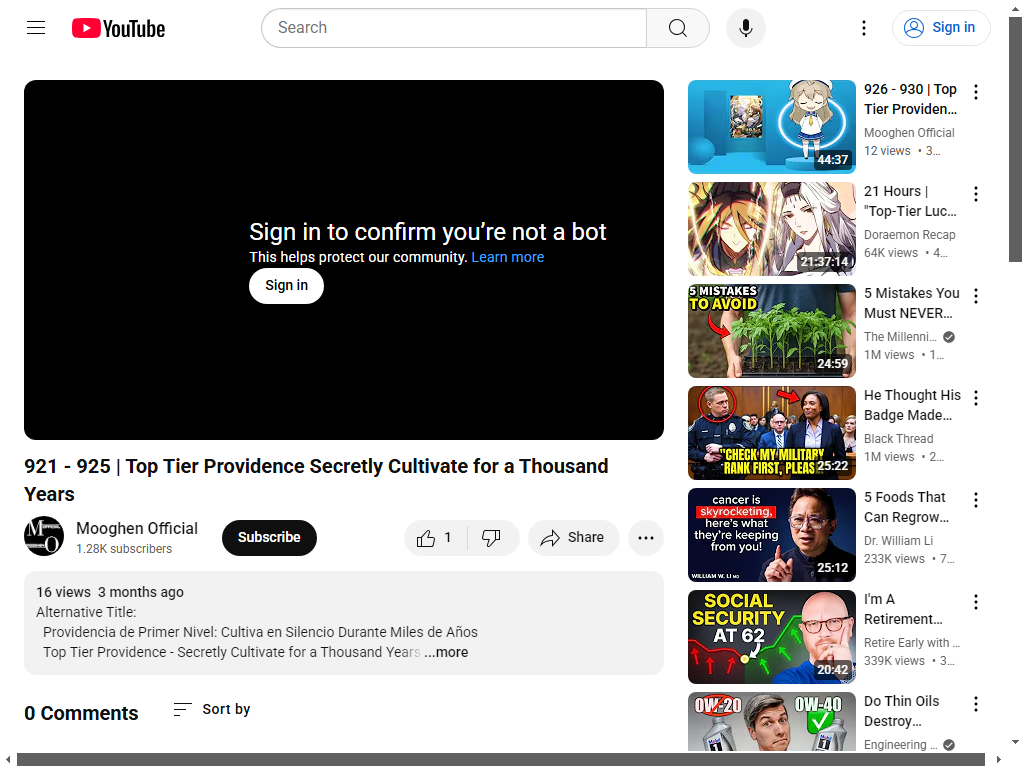 YouTube
Search
Sign in
Sign in to confirm you’re not a bot
This helps protect our community. Learn more
Sign in
921 - 925 | Top Tier Providence Secretly Cultivate for a Thousand
Years
Mooghen Official
1.28K subscribers
Subscribe
1
Share
16 views 3 months ago
Alternative Title:
Providencia de Primer Nivel: Cultiva en Silencio Durante Miles de Años
Top Tier Providence - Secretly Cultivate for a Thousand Years ...more
0 Comments
Sort by
44:37
926 - 930 | Top
Tier Providen...
Mooghen Official
12 views • 3...
21:37:14
21 Hours |
"Top-Tier Luc...
Doraemon Recap
64K views • 4...
5 MISTAKES
TO AVOID
24:59
5 Mistakes You
Must NEVER...
The Millenni...
1M views • 1...
"CHECK MY MILITARY
RANK FIRST, PLEAS
25:22
He Thought His
Badge Made...
Black Thread
1M views • 2...
cancer is
skyrocketing,
here's what
they're keeping
from you!
WILLIAM W. LI MD
25:12
5 Foods That
Can Regrow...
Dr. William Li
233K views • 7...
SOCIAL
SECURITY
AT 62
20:42
I'm A
Retirement...
Retire Early with ...
339K views • 3...
0W-20
0W-40
Do Thin Oils
Destroy...
Engineering ...